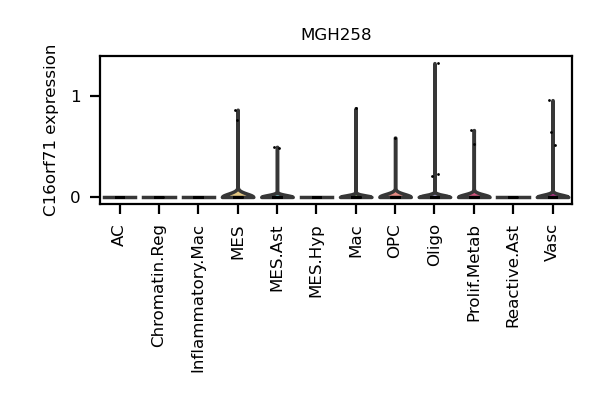 MGH258
C16orf71 expression
1
0
AC
Chromatin.Reg
Inflammatory.Mac
MES
MES.Ast
MES.Hyp
Mac
OPC
Oligo
Prolif.Metab
Reactive.Ast
Vasc